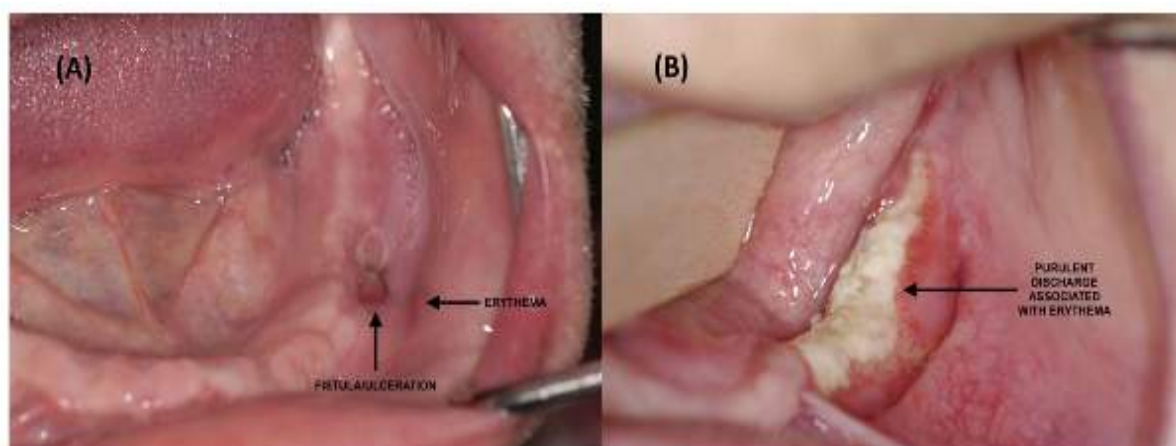 (A)
ERYTHEMA
FISTULA/ULCERATION
(B)
PURULENT
DISCHARGE
ASSOCIATED
WITH ERYTHEMA